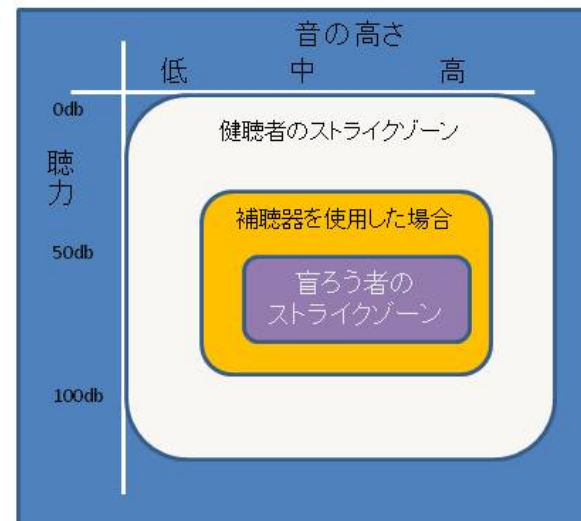 音の高さ
低 中 高
0db
健聴者のストライクゾーン
聴力
補聴器を使用した場合
50db
盲ろう者の
ストライクゾーン
100db